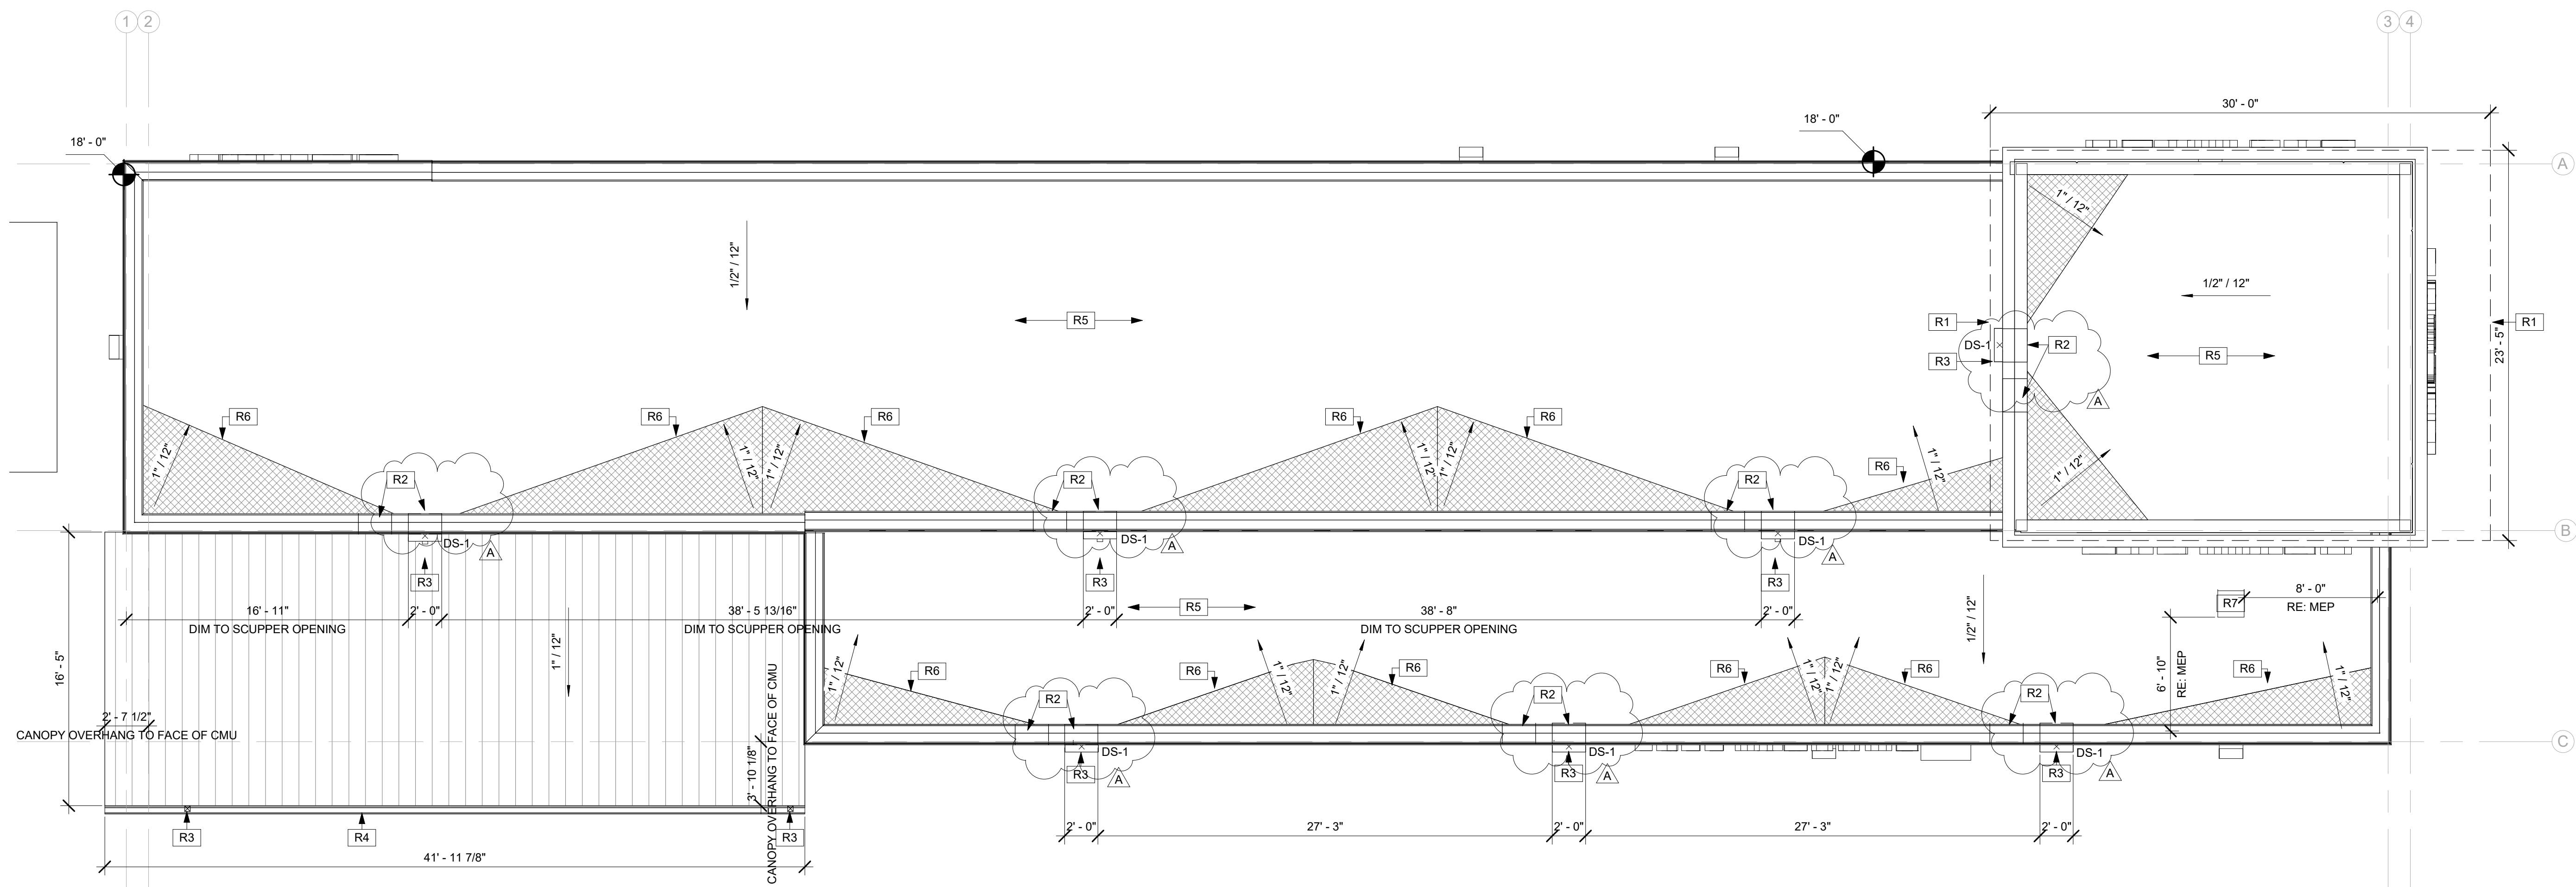 1 2 3 4
30' - 0"
18' - 0"
18' - 0"
A
1" / 12"
1/2" / 12"
1/2" / 12"
R5
R1
R1
DS-1
R2
R3
R5
23' - 5"
A
R6
R6
R6
R6
R6
R6
1" / 12"
1" / 12"
1" / 12"
1" / 12"
1" / 12"
1" / 12"
1" / 12"
R2
R2
R2
B
DS-1
A
DS-1
A
DS-1
A
R3
R3
R3
16' - 11"
DIM TO SCUPPER OPENING
2' - 0"
38' - 5 13/16"
DIM TO SCUPPER OPENING
2' - 0"
R5
38' - 8"
DIM TO SCUPPER OPENING
2' - 0"
1/2" / 12"
R7
8' - 0"
RE: MEP
16' - 5"
1" / 12"
6' - 10"
RE: MEP
1" / 12"
R6
R6
1" / 12"
1" / 12"
R6
R6
1" / 12"
1" / 12"
R6
R6
1" / 12"
2' - 7 1/2"
CANOPY OVERHANG TO FACE OF CMU
3' - 10 1/8"
CANOPY OVERHANG TO FACE OF CMU
R2
R2
R2
C
DS-1
DS-1
DS-1
R3
A
R3
A
R3
A
R3
R4
R3
2' - 0"
27' - 3"
2' - 0"
27' - 3"
2' - 0"
41' - 11 7/8"